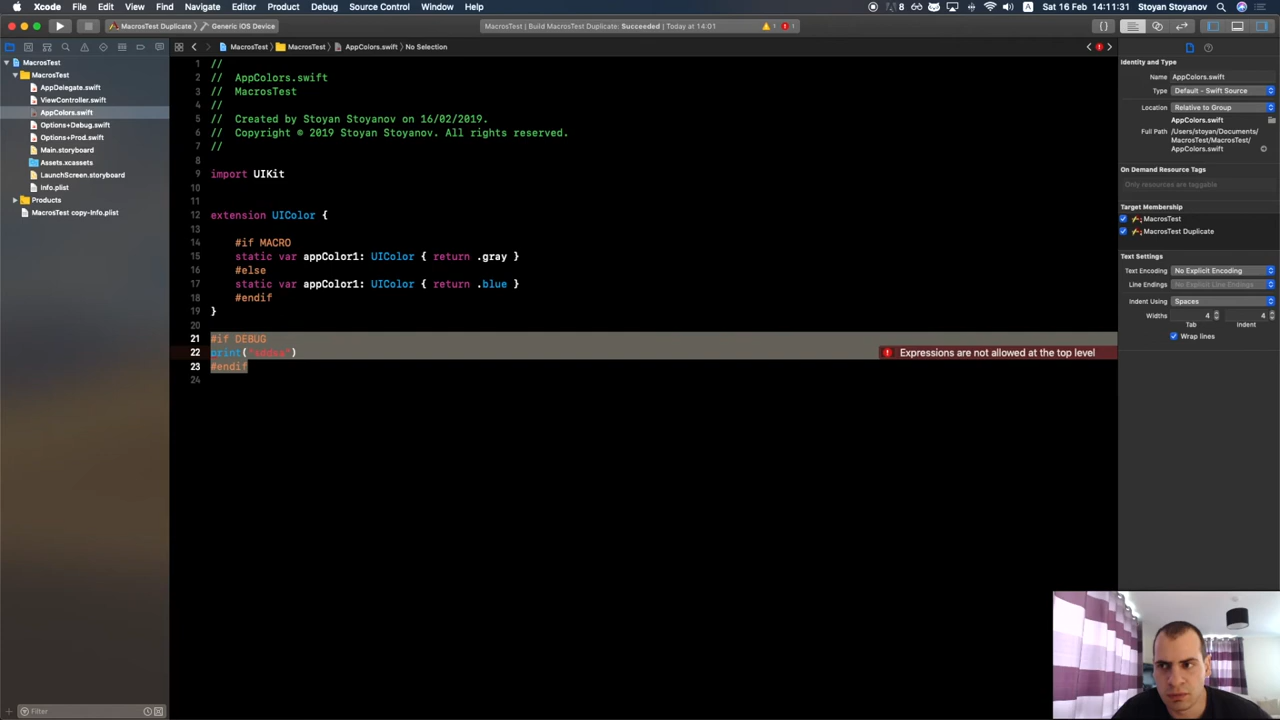 Xcode File Edit View Find Navigate Editor Product Debug Source Control Window Help
8 A Sat 16 Feb 14:11:31 Stoyan Stoyanov
MacrosTest Duplicate Generic iOS Device
MacrosTest | Build MacrosTest Duplicate: Succeeded | Today at 14:01 1 1
MacrosTest MacrosTest AppColors.swift No Selection
MacrosTest
MacrosTest
AppDelegate.swift
ViewController.swift
AppColors.swift
Options+Debug.swift
Options+Prod.swift
Main.storyboard
Assets.xcassets
LaunchScreen.storyboard
Info.plist
Products
MacrosTest copy-Info.plist
Filter
1 //
2 // AppColors.swift
3 // MacrosTest
4 //
5 // Created by Stoyan Stoyanov on 16/02/2019.
6 // Copyright © 2019 Stoyan Stoyanov. All rights reserved.
7 //
8
9 import UIKit
10
11
12 extension UIColor {
13
14 #if MACRO
15 static var appColor1: UIColor { return .gray }
16 #else
17 static var appColor1: UIColor { return .blue }
18 #endif
19 }
20
21 #if DEBUG
22 print("sddsa") Expressions are not allowed at the top level
23 #endif
24
Identity and Type
Name AppColors.swift
Type Default - Swift Source
Location Relative to Group
AppColors.swift
Full Path /Users/stoyan/Documents/
MacrosTest/MacrosTest/
AppColors.swift
On Demand Resource Tags
Only resources are taggable
Target Membership
MacrosTest
MacrosTest Duplicate
Text Settings
Text Encoding No Explicit Encoding
Line Endings No Explicit Line Endings
Indent Using Spaces
Widths 4 4
Tab Indent
Wrap lines